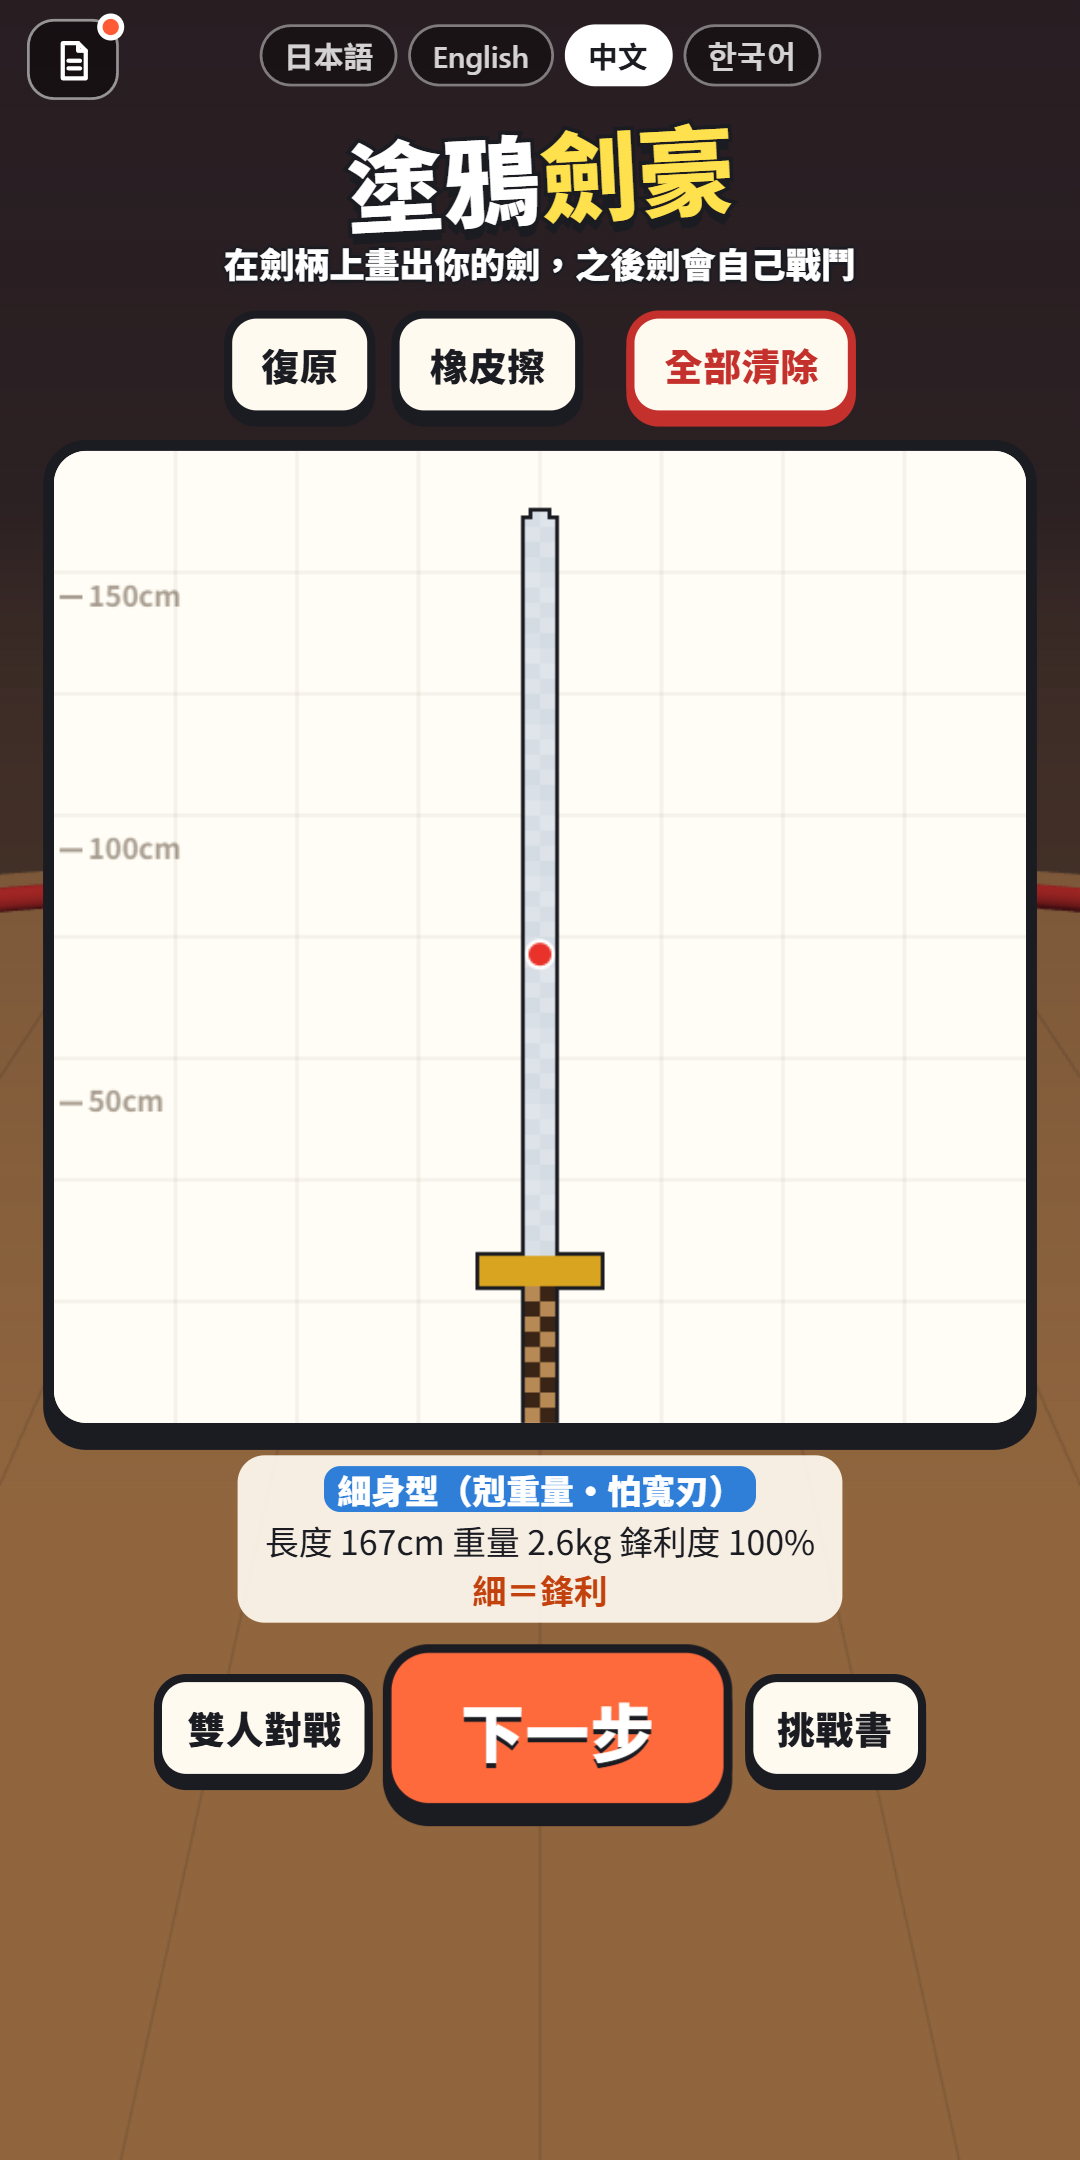 日本語 English 中文 한국어
塗鴉劍豪
在劍柄上畫出你的劍，之後劍會自己戰鬥
復原 橡皮擦 全部清除
150cm
100cm
50cm
細身型（剋重量・怕寬刃）
長度 167cm 重量 2.6kg 鋒利度 100%
細＝鋒利
雙人對戰 下一步 挑戰書